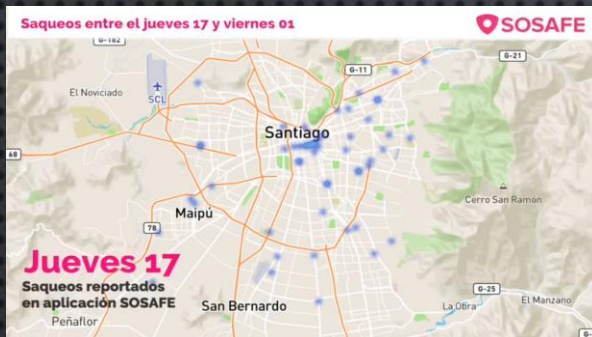 Saqueos entre el jueves 17 y viernes 01
SOSAFE
G-182
G-21
G-11
El Noviciado
SCL
Santiago
68
Cerro San Ramón
Maipú
78
Jueves 17
Saqueos reportados
en aplicación SOSAFE
G-25
El Manzano
La Obra
San Bernardo
Peñaflor